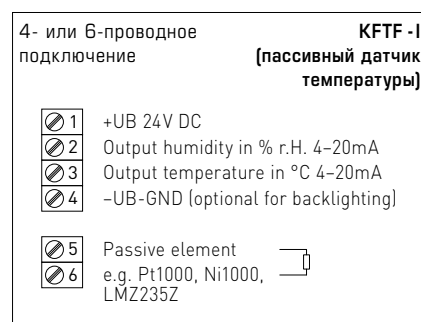 4- или 6-проводное
подключение
KFTF - I
(пассивный датчик
температуры)
1 +UB 24V DC
2 Output humidity in % r.H. 4–20mA
3 Output temperature in °C 4–20mA
4 –UB-GND (optional for backlighting)
5 Passive element
6 e.g. Pt1000, Ni1000,
LMZ235Z